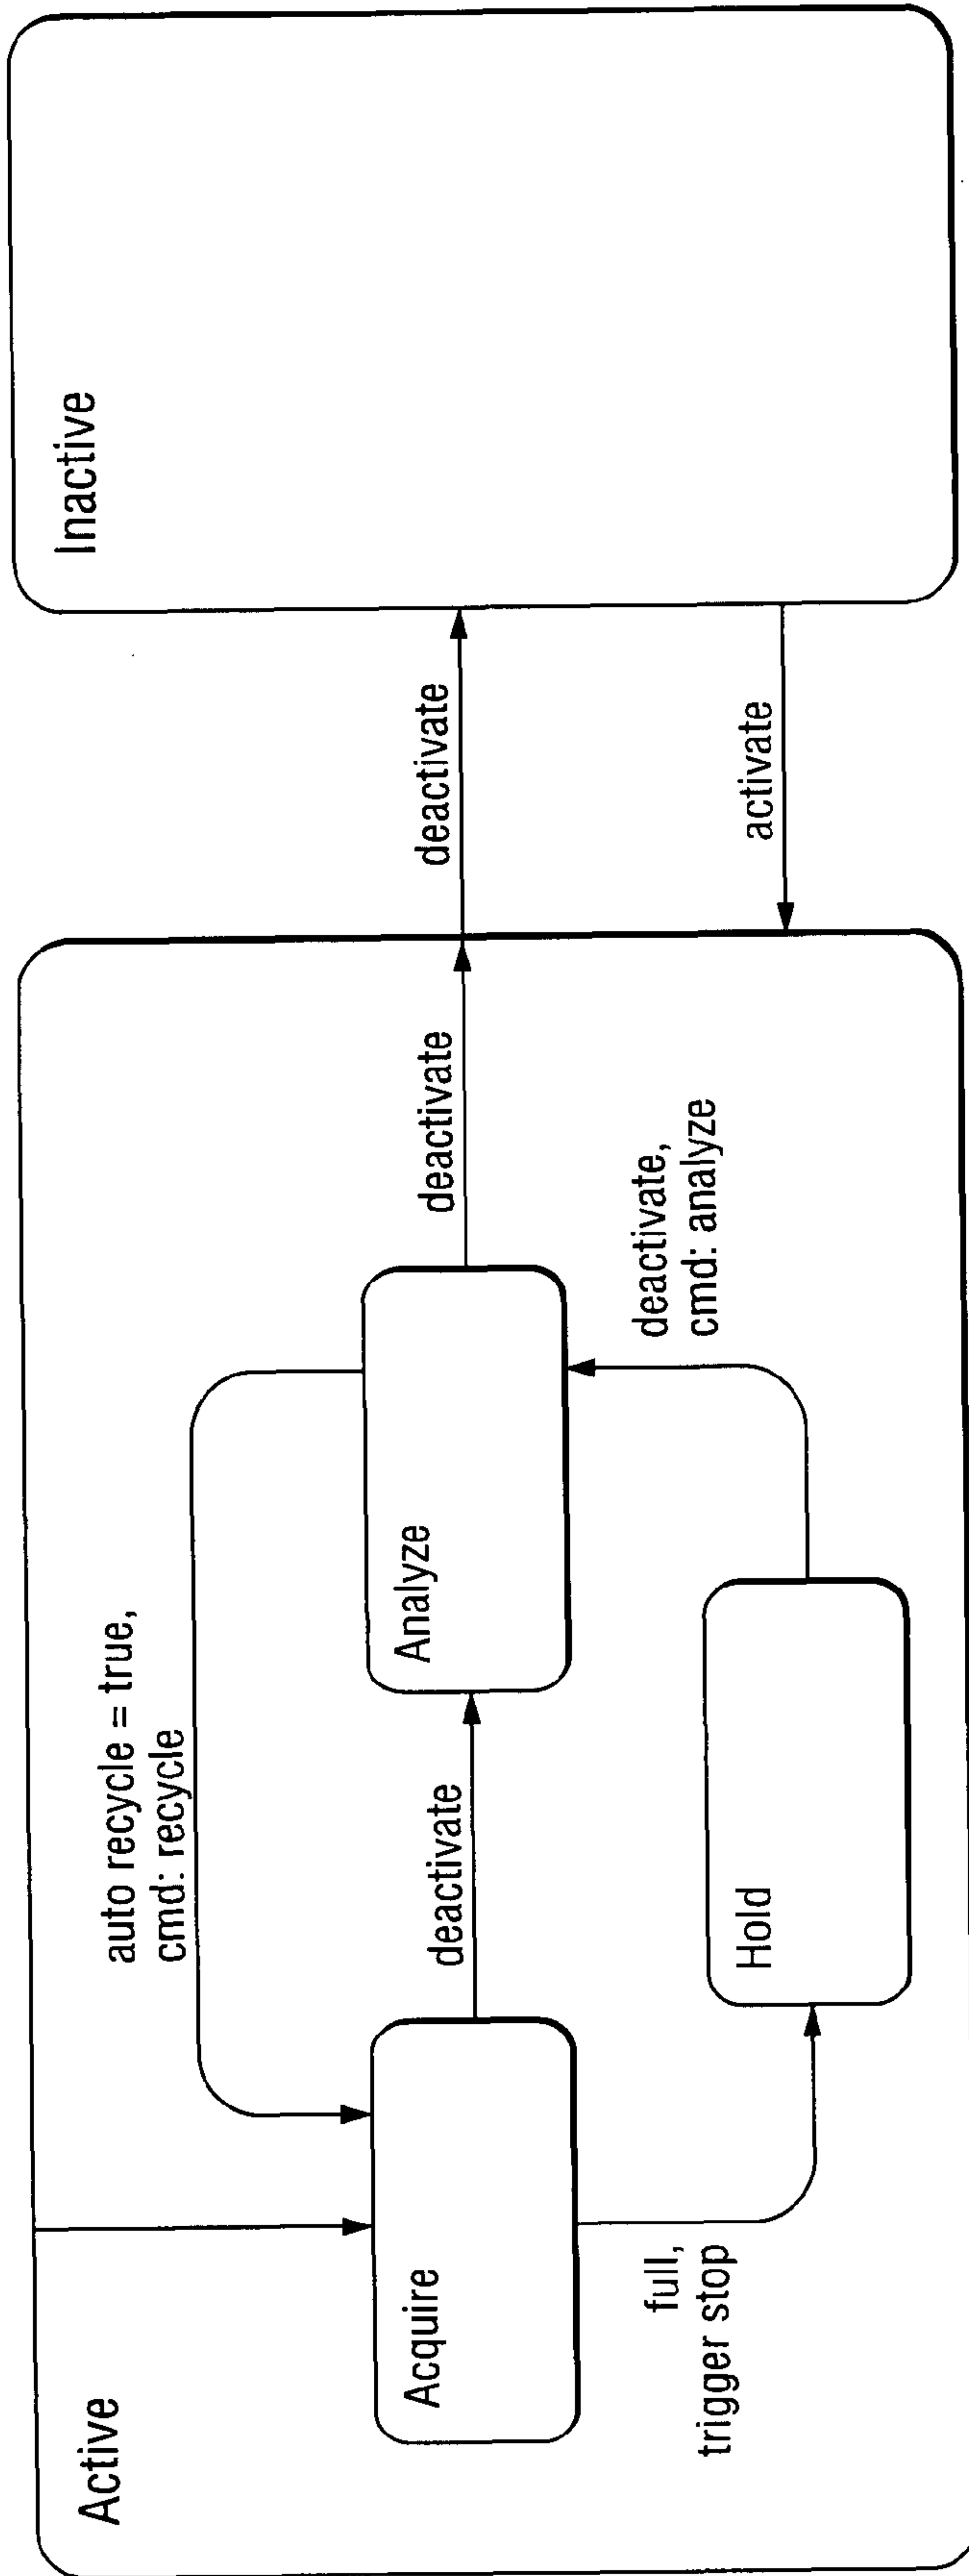 Active
Inactive
auto recycle = true,
cmd: recycle
Acquire
deactivate
Analyze
deactivate
deactivate
full,
trigger stop
Hold
deactivate,
cmd: analyze
activate